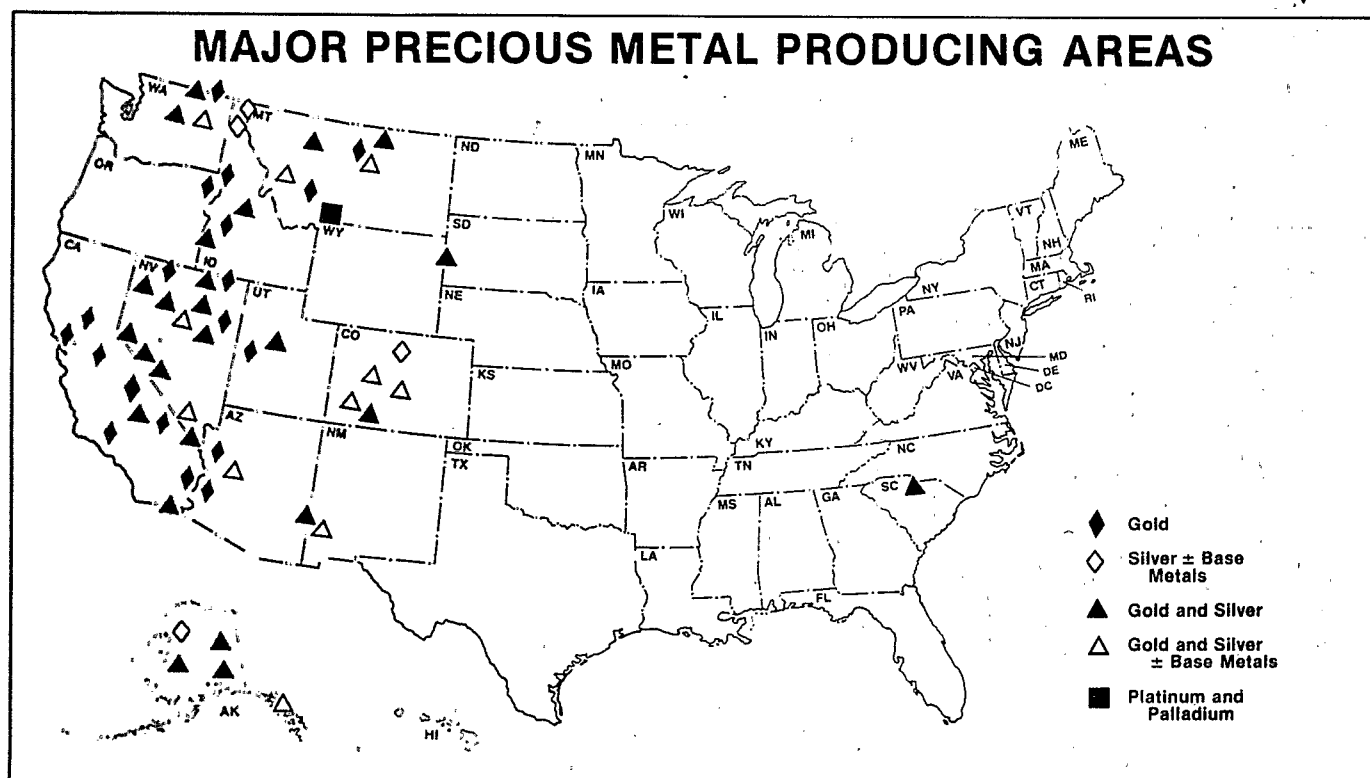 MAJOR PRECIOUS METAL PRODUCING AREAS
WA
MT
ND
MN
ME
OR
WI
MI
VT
NH
WY
SD
MA
CA
NV
ID
CT
RI
NY
UT
NE
IA
PA
IL
IN
OH
NJ
CO
MO
WV
VA
MD
DE
DC
KS
AZ
NM
OK
KY
NC
TX
AR
TN
SC
MS
AL
GA
LA
FL
AK
HI
Gold
Silver ± Base
Metals
Gold and Silver
Gold and Silver
± Base Metals
Platinum and
Palladium